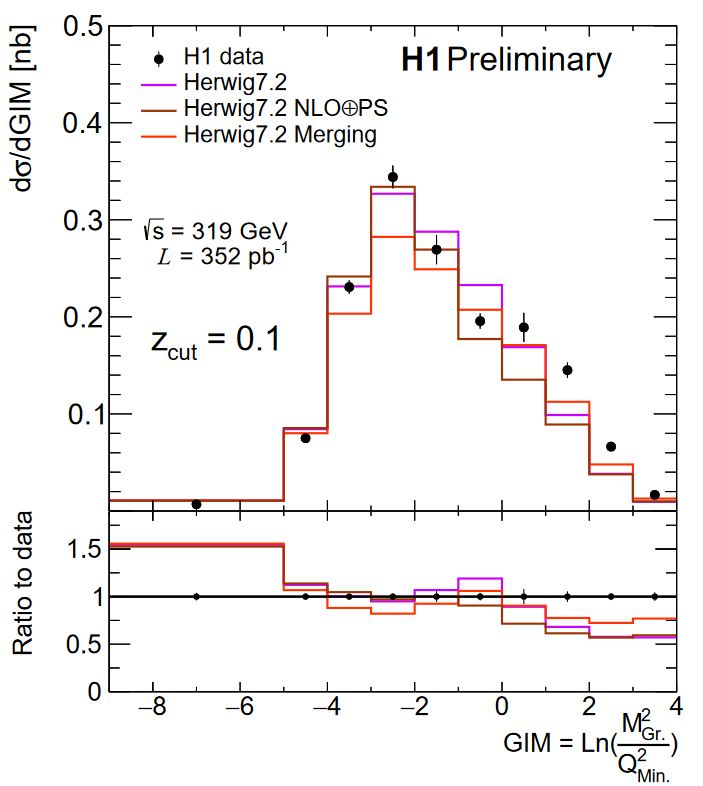 0.5
H1 Preliminary
H1 data
Herwig7.2
Herwig7.2 NLO⊕PS
Herwig7.2 Merging
dσ/dGIM [nb]
0.4
0.3
√s = 319 GeV
L = 352 pb⁻¹
0.2
z_cut = 0.1
0.1
Ratio to data
1.5
1
0.5
0
−8 −6 −4 −2 0 2 4
GIM = Ln(M²_Gr. / Q²_Min.)